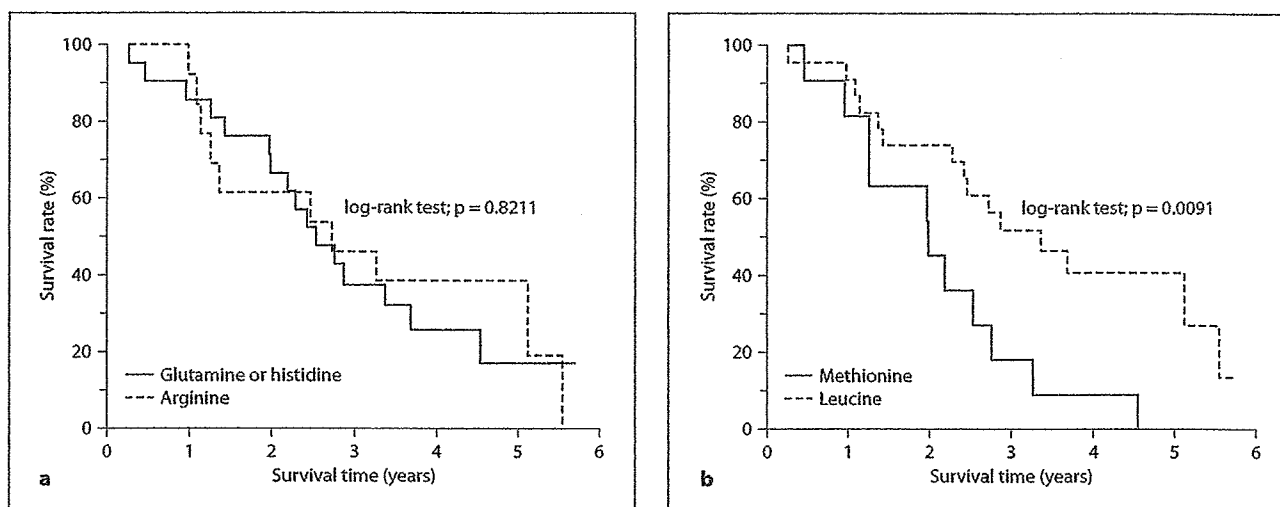 100
80
60
40
20
0
Survival rate (%)
log-rank test; p = 0.8211
Glutamine or histidine
Arginine
0 1 2 3 4 5 6
Survival time (years)
a
100
80
60
40
20
0
Survival rate (%)
log-rank test; p = 0.0091
Methionine
Leucine
0 1 2 3 4 5 6
Survival time (years)
b